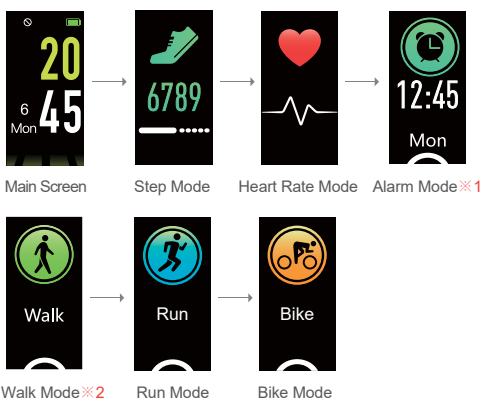 20
6
Mon
45
6789
12:45
Mon
Main Screen
Step Mode
Heart Rate Mode
Alarm Mode※1
Walk
Run
Bike
Walk Mode※2
Run Mode
Bike Mode